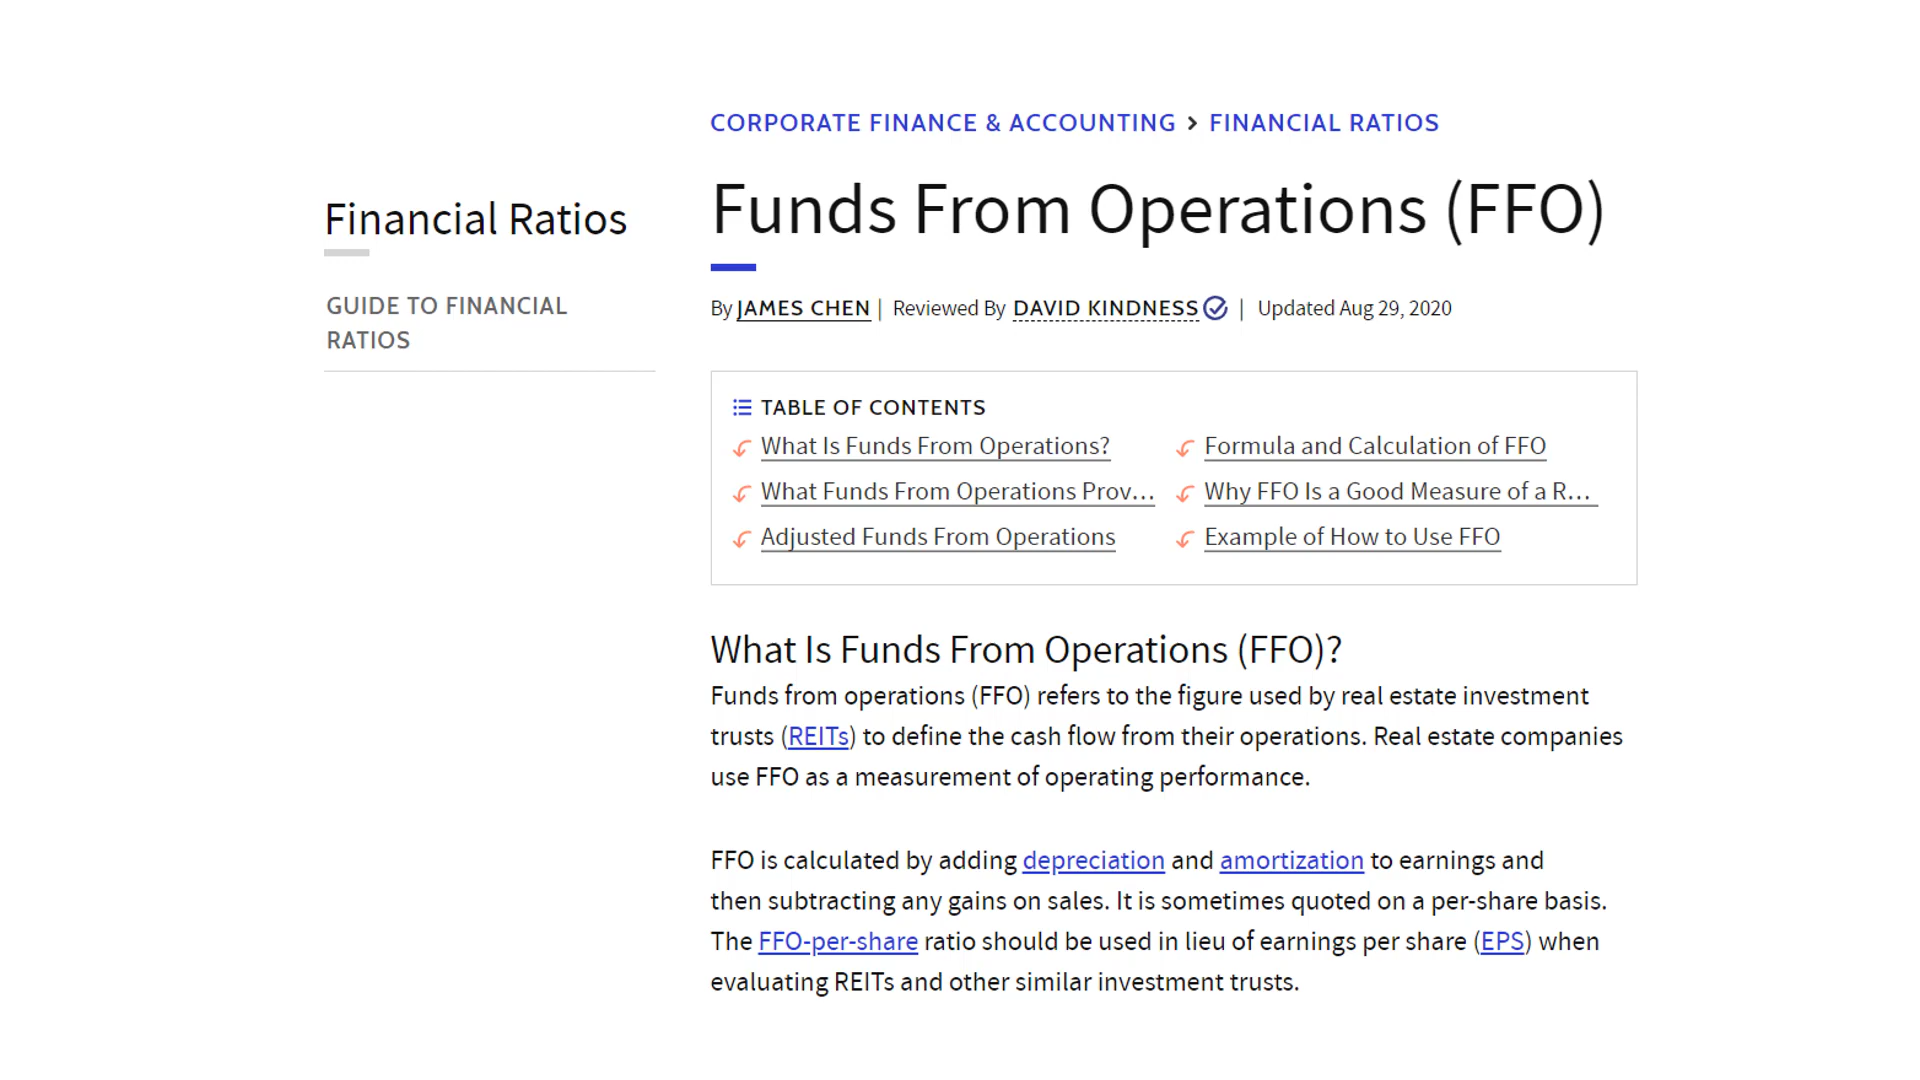 CORPORATE FINANCE & ACCOUNTING > FINANCIAL RATIOS
Financial Ratios
GUIDE TO FINANCIAL
RATIOS
Funds From Operations (FFO)
By JAMES CHEN | Reviewed By DAVID KINDNESS | Updated Aug 29, 2020
TABLE OF CONTENTS
What Is Funds From Operations?
Formula and Calculation of FFO
What Funds From Operations Prov...
Why FFO Is a Good Measure of a R...
Adjusted Funds From Operations
Example of How to Use FFO
What Is Funds From Operations (FFO)?
Funds from operations (FFO) refers to the figure used by real estate investment
trusts (REITs) to define the cash flow from their operations. Real estate companies
use FFO as a measurement of operating performance.
FFO is calculated by adding depreciation and amortization to earnings and
then subtracting any gains on sales. It is sometimes quoted on a per-share basis.
The FFO-per-share ratio should be used in lieu of earnings per share (EPS) when
evaluating REITs and other similar investment trusts.